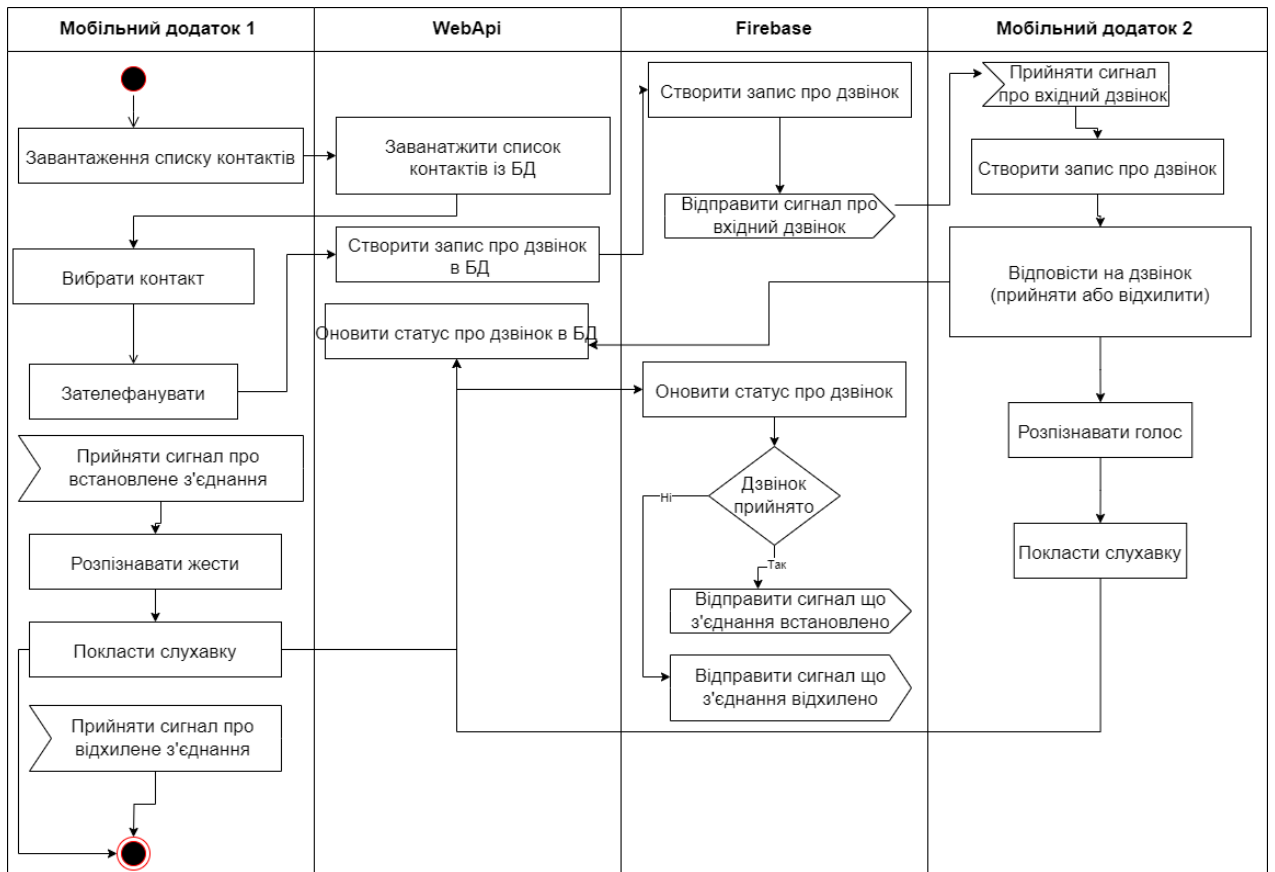 Мобільний додаток 1
WebApi
Firebase
Мобільний додаток 2
Завантаження списку контактів
Вибрати контакт
Зателефанувати
Прийняти сигнал про
встановлене з'єднання
Розпізнавати жести
Покласти слухавку
Прийняти сигнал про
відхилене з'єднання
Заванатжити список
контактів із БД
Створити запис про дзвінок
в БД
Оновити статус про дзвінок в БД
Створити запис про дзвінок
Відправити сигнал про
вхідний дзвінок
Оновити статус про дзвінок
Дзвінок
прийнято
Ні
Так
Відправити сигнал що
з'єднання встановлено
Відправити сигнал що
з'єднання відхилено
Прийняти сигнал
про вхідний дзвінок
Створити запис про дзвінок
Відповісти на дзвінок
(прийняти або відхилити)
Розпізнавати голос
Покласти слухавку